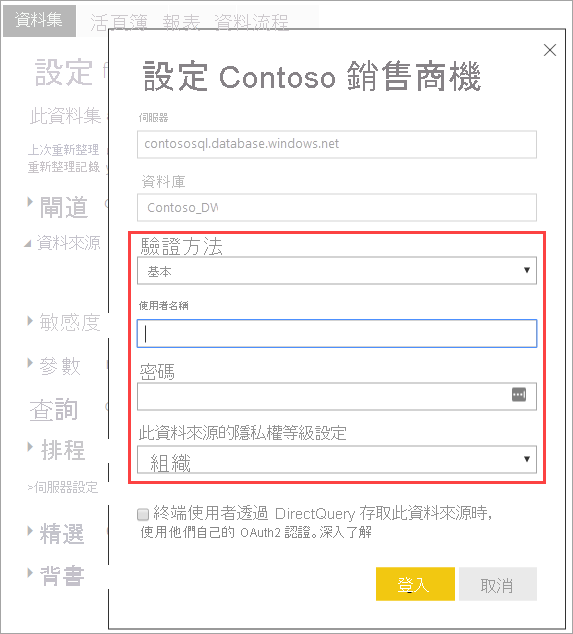 資料集 活頁簿 報表 資料流程
設定
此資料集
上次重新整理
重新整理記錄
閘道
資料來源
敏感度
參數
查詢
排程
>伺服器設定
精選
背書
設定 Contoso 銷售商機
伺服器
contososql.database.windows.net
資料庫
Contoso_DW
驗證方法
基本
使用者名稱
密碼
此資料來源的隱私權等級設定
組織
終端使用者透過 DirectQuery 存取此資料來源時,
使用他們自己的 OAuth2 認證。深入了解
登入 取消